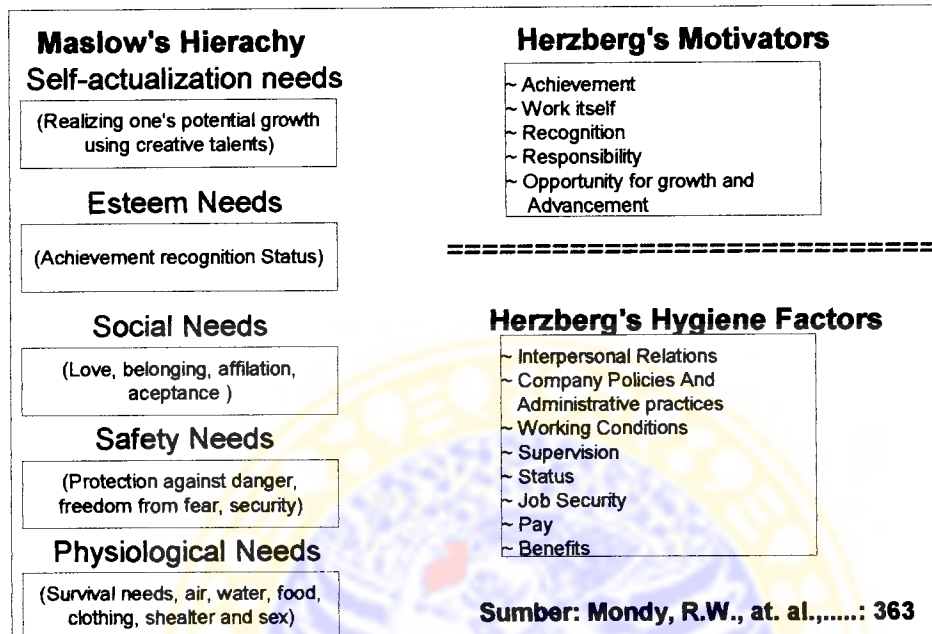 Maslow's Hierachy
Self-actualization needs
(Realizing one's potential growth
using creative talents)
Esteem Needs
(Achievement recognition Status)
Social Needs
(Love, belonging, affilation,
aceptance )
Safety Needs
(Protection against danger,
freedom from fear, security)
Physiological Needs
(Survival needs, air, water, food,
clothing, shealter and sex)
Herzberg's Motivators
~ Achievement
~ Work itself
~ Recognition
~ Responsibility
~ Opportunity for growth and
Advancement
============================
Herzberg's Hygiene Factors
~ Interpersonal Relations
~ Company Policies And
Administrative practices
~ Working Conditions
~ Supervision
~ Status
~ Job Security
~ Pay
~ Benefits
Sumber: Mondy, R.W., at. al.,.....: 363